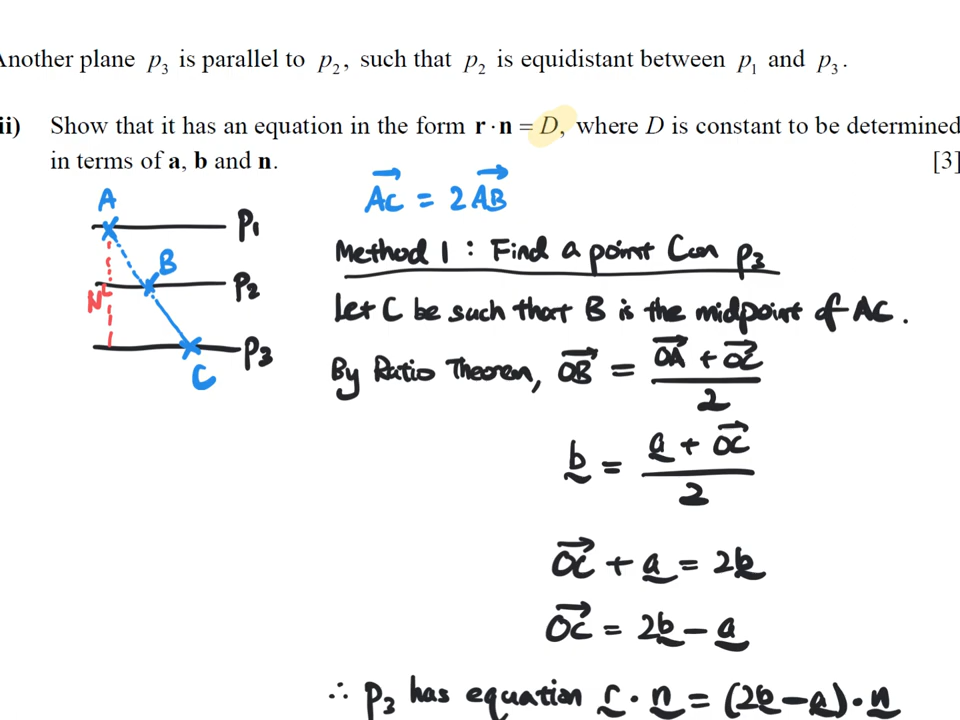 Another plane p₃ is parallel to p₂, such that p₂ is equidistant between p₁ and p₃.
ii) Show that it has an equation in the form r·n = D, where D is constant to be determined
in terms of a, b and n. [3]
A
AC = 2AB
P₁
Method 1 : Find a point C on p₃
B
P₂
N
Let C be such that B is the midpoint of AC.
P₃
C
By Ratio Theorem, OB = (OA + OC)/2
b = (a + OC)/2
OC + a = 2b
OC = 2b − a
∴ p₃ has equation r · n = (2b − a) · n